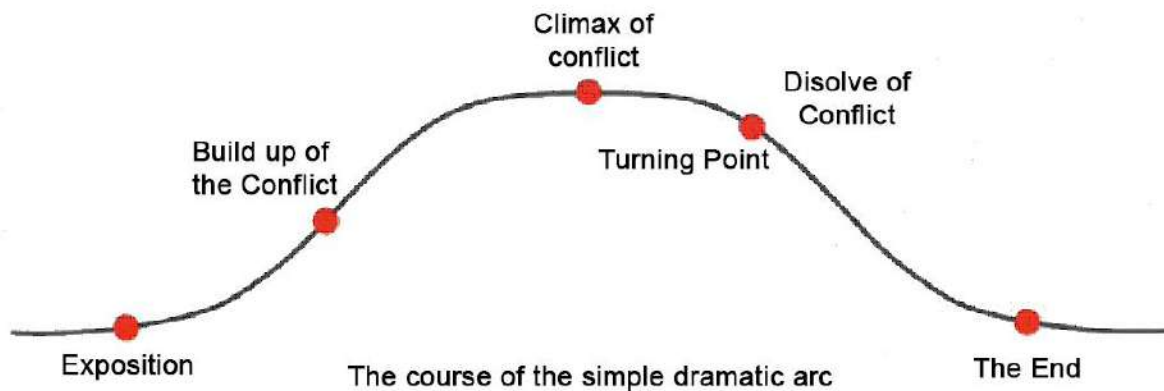 Climax of
conflict
Disolve of
Conflict
Build up of
the Conflict
Turning Point
Exposition
The End
The course of the simple dramatic arc